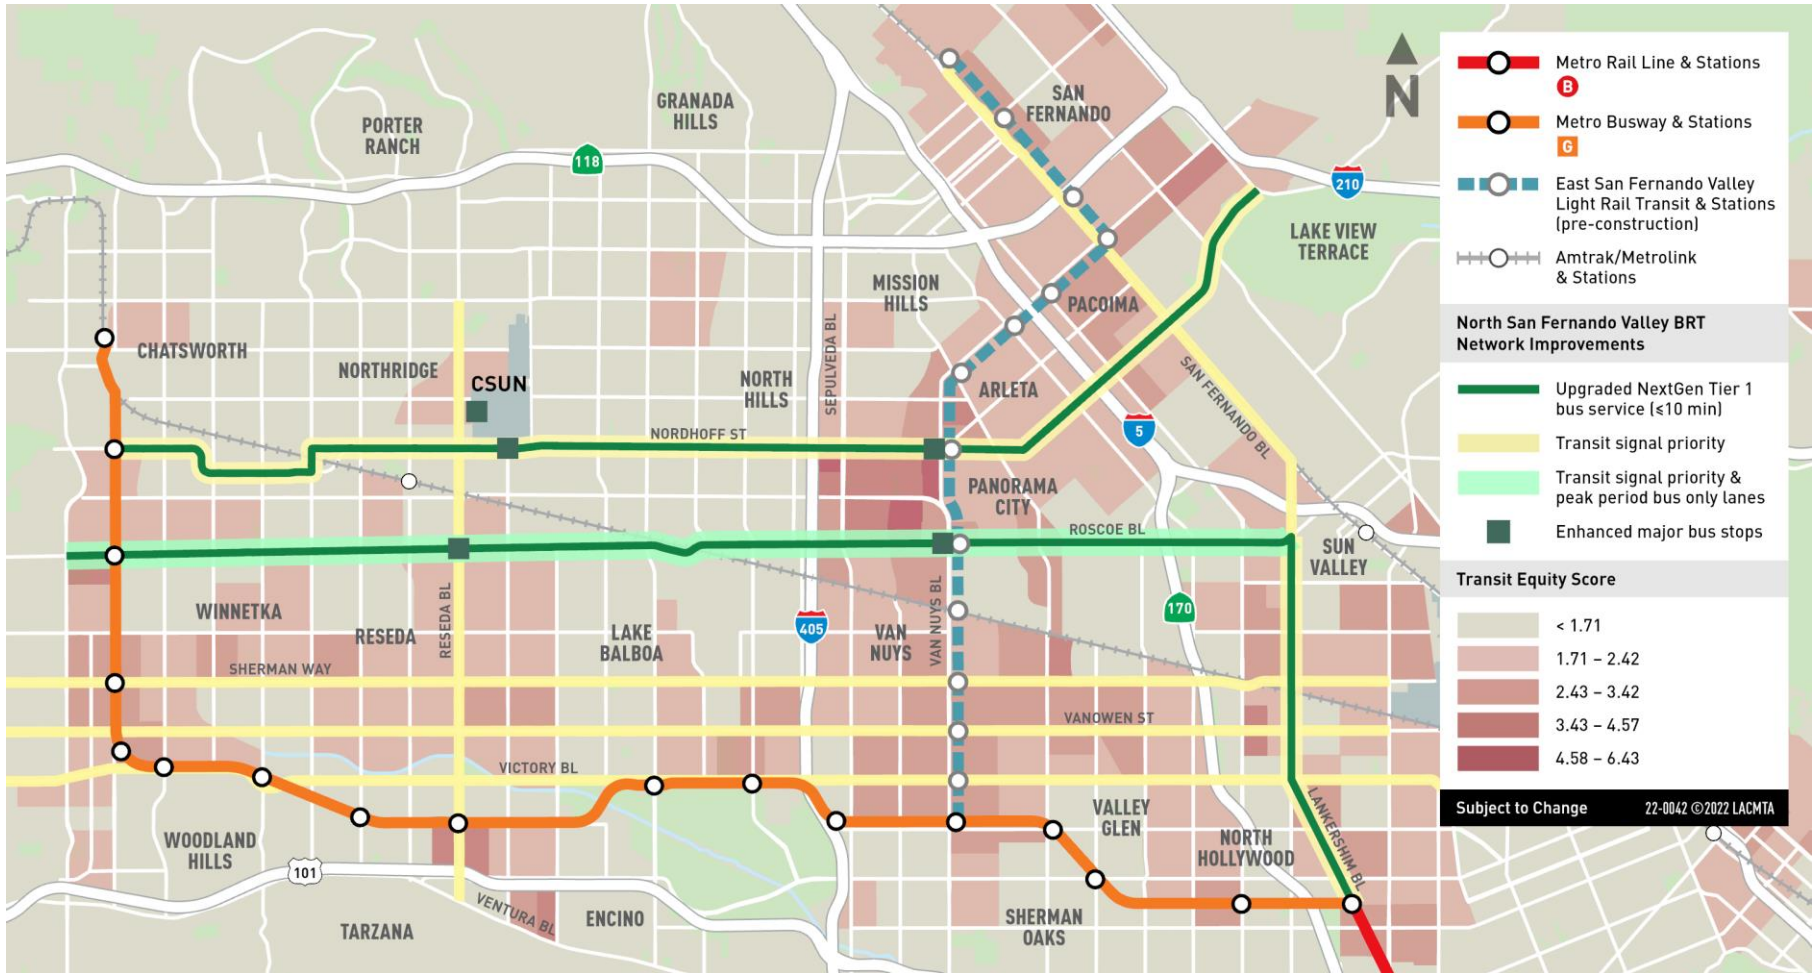 SAN
FERNANDO
GRANADA
HILLS
PORTER
RANCH
118
210
LAKE VIEW
TERRACE
MISSION
HILLS
PACOIMA
CHATSWORTH
NORTHRIDGE
CSUN
NORTH
HILLS
SEPULVEDA BL
ARLETA
SAN FERNANDO BL
5
NORDHOFF ST
PANORAMA
CITY
ROSCOE BL
SUN
VALLEY
WINNETKA
RESEDA
RESEDA BL
LAKE
BALBOA
405
VAN
NUYS
VAN NUYS BL
170
SHERMAN WAY
VANOWEN ST
VICTORY BL
WOODLAND
HILLS
101
VALLEY
GLEN
NORTH
HOLLYWOOD
LANKERSHIM BL
TARZANA
VENTURA BL
ENCINO
SHERMAN
OAKS
N
Metro Rail Line & Stations
B
Metro Busway & Stations
G
East San Fernando Valley
Light Rail Transit & Stations
(pre-construction)
Amtrak/Metrolink
& Stations
North San Fernando Valley BRT
Network Improvements
Upgraded NextGen Tier 1
bus service (≤10 min)
Transit signal priority
Transit signal priority &
peak period bus only lanes
Enhanced major bus stops
Transit Equity Score
< 1.71
1.71 – 2.42
2.43 – 3.42
3.43 – 4.57
4.58 – 6.43
Subject to Change 22-0042 ©2022 LACMTA